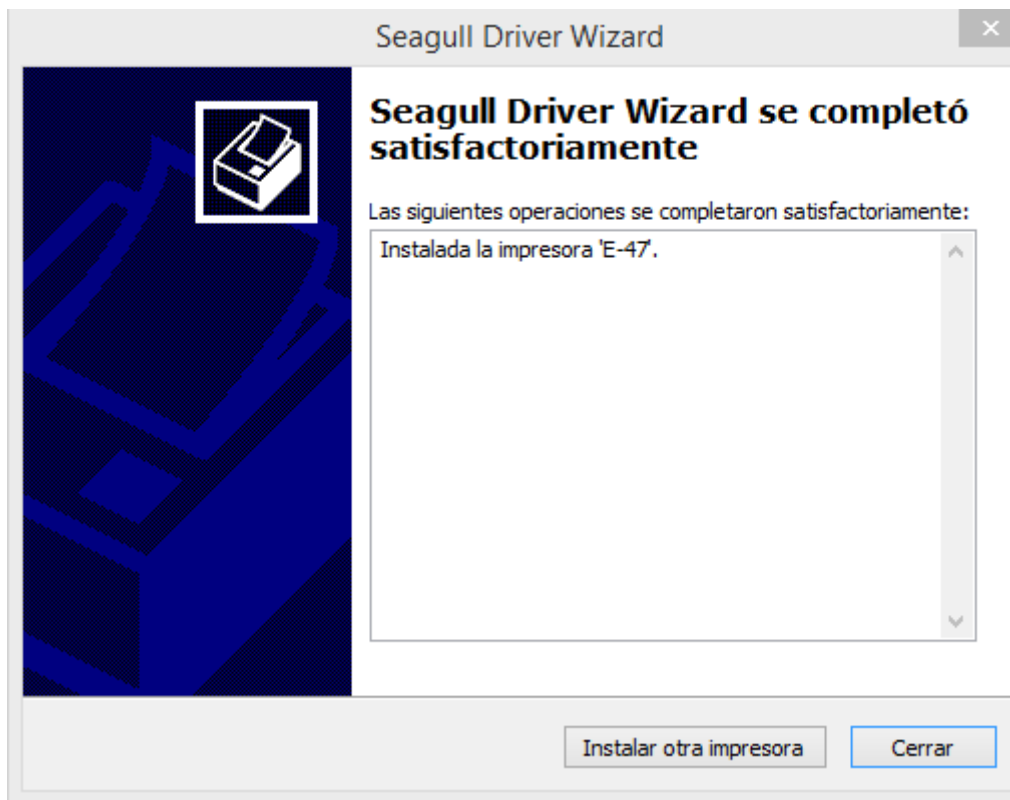 Seagull Driver Wizard
Seagull Driver Wizard se completó
satisfactoriamente
Las siguientes operaciones se completaron satisfactoriamente:
Instalada la impresora 'E-47'.
Instalar otra impresora
Cerrar